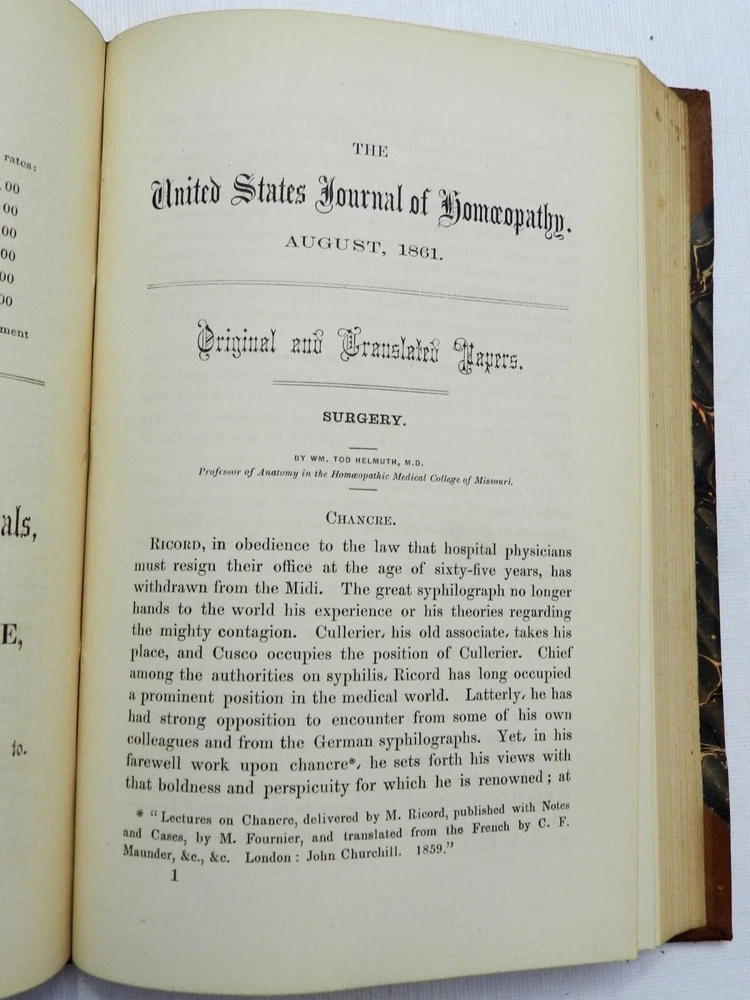 rates:
.00
00
00
00
00
00
ment
als,
E,
to.
THE
United States Journal of Homœopathy.
AUGUST, 1861.
Original and Translated Papers.
SURGERY.
BY WM. TOD HELMUTH, M.D.
Professor of Anatomy in the Homœopathic Medical College of Missouri.
CHANCRE.
RICORD, in obedience to the law that hospital physicians
must resign their office at the age of sixty-five years, has
withdrawn from the Midi. The great syphilograph no longer
hands to the world his experience or his theories regarding
the mighty contagion. Cullerier, his old associate, takes his
place, and Cusco occupies the position of Cullerier. Chief
among the authorities on syphilis, Ricord has long occupied
a prominent position in the medical world. Latterly, he has
had strong opposition to encounter from some of his own
colleagues and from the German syphilographs. Yet, in his
farewell work upon chancre*, he sets forth his views with
that boldness and perspicuity for which he is renowned; at
* "Lectures on Chancre, delivered by M. Ricord, published with Notes
and Cases, by M. Fournier, and translated from the French by C. F.
Maunder, &c., &c. London: John Churchill. 1859."
1